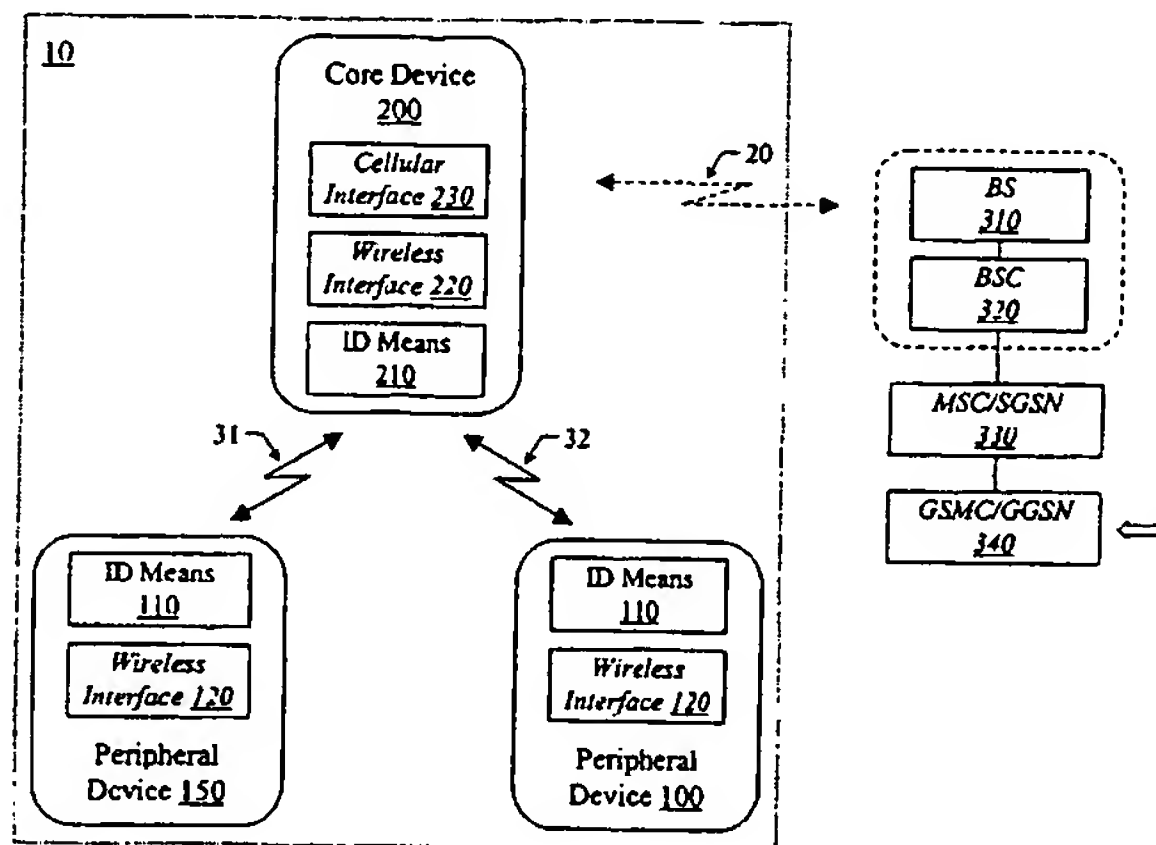 10
Core Device
200
Cellular
Interface 230
Wireless
Interface 220
ID Means
210
20
BS
310
BSC
320
MSC/SGSN
330
GSMC/GGSN
340
31
32
ID Means
110
Wireless
Interface 120
Peripheral
Device 150
ID Means
110
Wireless
Interface 120
Peripheral
Device 100